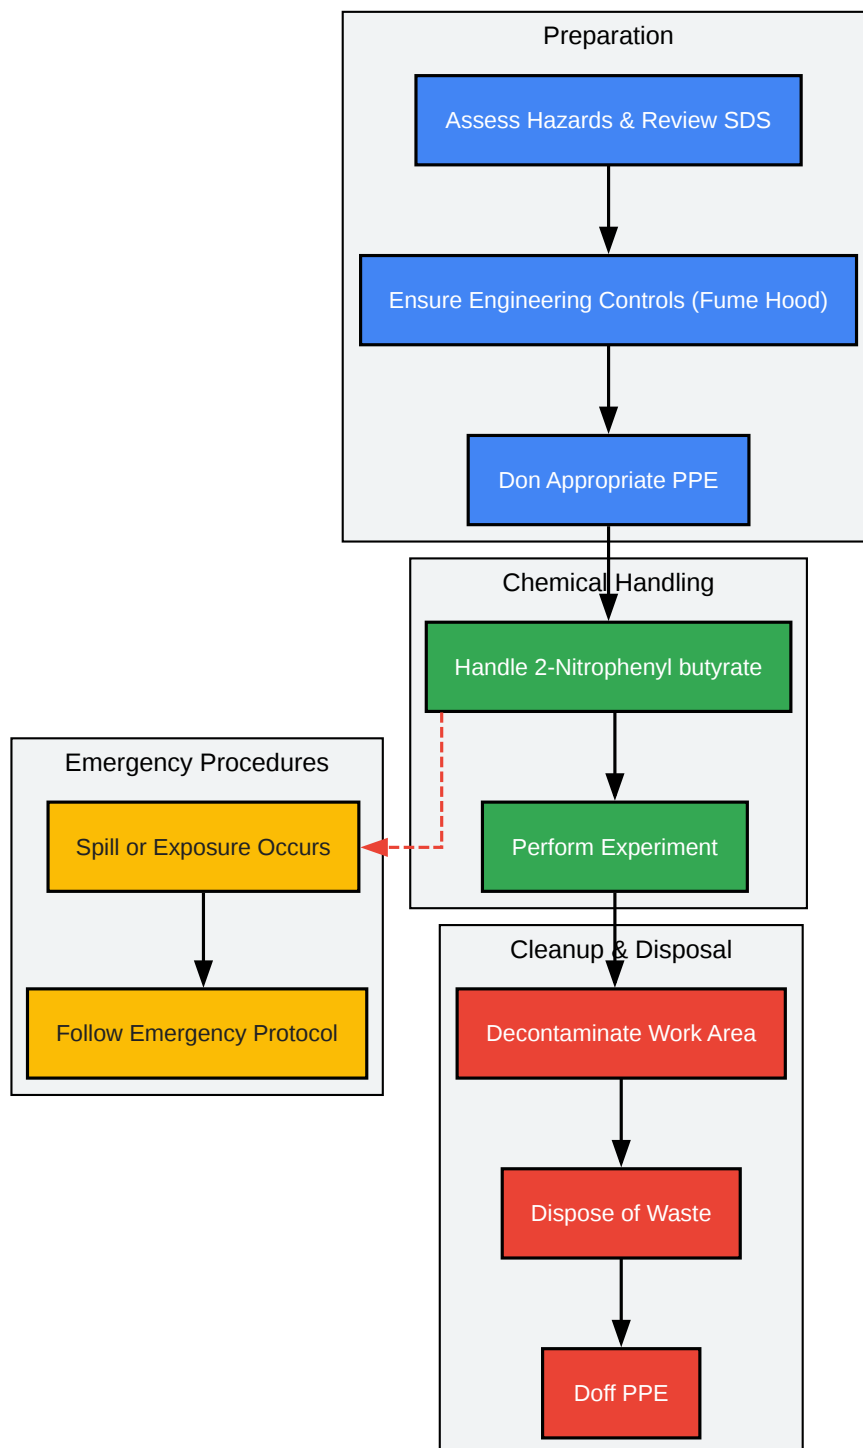 Preparation
Assess Hazards & Review SDS
Ensure Engineering Controls (Fume Hood)
Don Appropriate PPE
Chemical Handling
Handle 2-Nitrophenyl butyrate
Perform Experiment
Emergency Procedures
Spill or Exposure Occurs
Follow Emergency Protocol
Cleanup & Disposal
Decontaminate Work Area
Dispose of Waste
Doff PPE